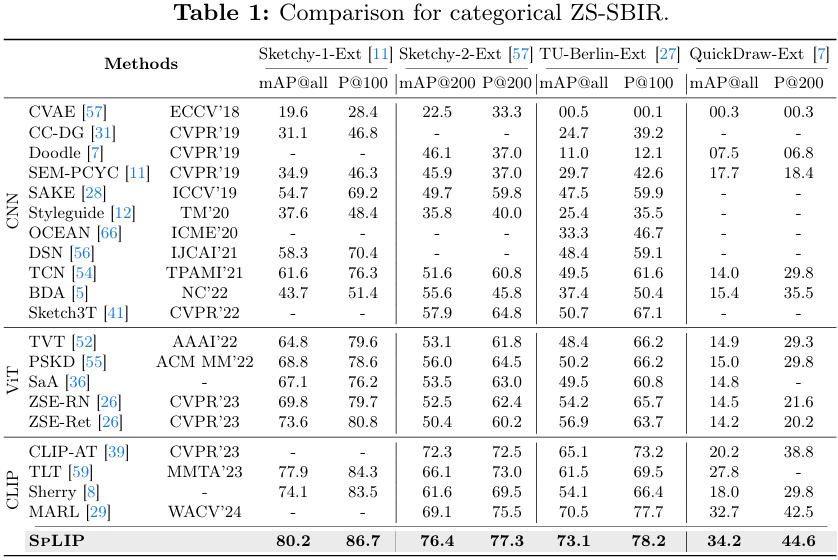 Table 1: Comparison for categorical ZS-SBIR.
Methods Sketchy-1-Ext [11] Sketchy-2-Ext [57] TU-Berlin-Ext [27] QuickDraw-Ext [7]
mAP@all P@100 mAP@200 P@200 mAP@all P@100 mAP@all P@200
CNN
CVAE [57] ECCV'18 19.6 28.4 22.5 33.3 00.5 00.1 00.3 00.3
CC-DG [31] CVPR'19 31.1 46.8 - - 24.7 39.2 - -
Doodle [7] CVPR'19 - - 46.1 37.0 11.0 12.1 07.5 06.8
SEM-PCYC [11] CVPR'19 34.9 46.3 45.9 37.0 29.7 42.6 17.7 18.4
SAKE [28] ICCV'19 54.7 69.2 49.7 59.8 47.5 59.9 - -
Styleguide [12] TM'20 37.6 48.4 35.8 40.0 25.4 35.5 - -
OCEAN [66] ICME'20 - - - - 33.3 46.7 - -
DSN [56] IJCAI'21 58.3 70.4 - - 48.4 59.1 - -
TCN [54] TPAMI'21 61.6 76.3 51.6 60.8 49.5 61.6 14.0 29.8
BDA [5] NC'22 43.7 51.4 55.6 45.8 37.4 50.4 15.4 35.5
Sketch3T [41] CVPR'22 - - 57.9 64.8 50.7 67.1 - -
ViT
TVT [52] AAAI'22 64.8 79.6 53.1 61.8 48.4 66.2 14.9 29.3
PSKD [55] ACM MM'22 68.8 78.6 56.0 64.5 50.2 66.2 15.0 29.8
SaA [36] - 67.1 76.2 53.5 63.0 49.5 60.8 14.8 -
ZSE-RN [26] CVPR'23 69.8 79.7 52.5 62.4 54.2 65.7 14.5 21.6
ZSE-Ret [26] CVPR'23 73.6 80.8 50.4 60.2 56.9 63.7 14.2 20.2
CLIP
CLIP-AT [39] CVPR'23 - - 72.3 72.5 65.1 73.2 20.2 38.8
TLT [59] MMTA'23 77.9 84.3 66.1 73.0 61.5 69.5 27.8 -
Sherry [8] - 74.1 83.5 61.6 69.5 54.1 66.4 18.0 29.8
MARL [29] WACV'24 - - 69.1 75.5 70.5 77.7 32.7 42.5
SpLIP 80.2 86.7 76.4 77.3 73.1 78.2 34.2 44.6